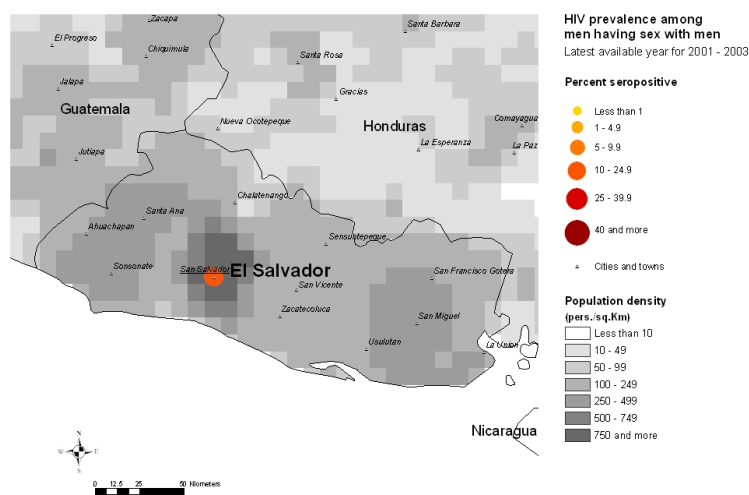 Zacapa
Santa Barbara
El Progreso
Chiquimula
Santa Rosa
Jalapa
Gracias
Guatemala
Nueva Ocotepeque
Honduras
Comayagua
La Esperanza
La Paz
Jutiapa
Chalatenango
Santa Ana
Ahuachapan
Sensuntepeque
San Salvador
El Salvador
Sonsonate
San Francisco Gotera
San Vicente
Zacatecoluca
San Miguel
Usulutan
La Union
Nicaragua
N
W
E
S
0 12.5 25 50 Kilometers
HIV prevalence among
men having sex with men
Latest available year for 2001 - 2003
Percent seropositive
Less than 1
1 - 4.9
5 - 9.9
10 - 24.9
25 - 39.9
40 and more
Cities and towns
Population density
(pers./sq.Km)
Less than 10
10 - 49
50 - 99
100 - 249
250 - 499
500 - 749
750 and more